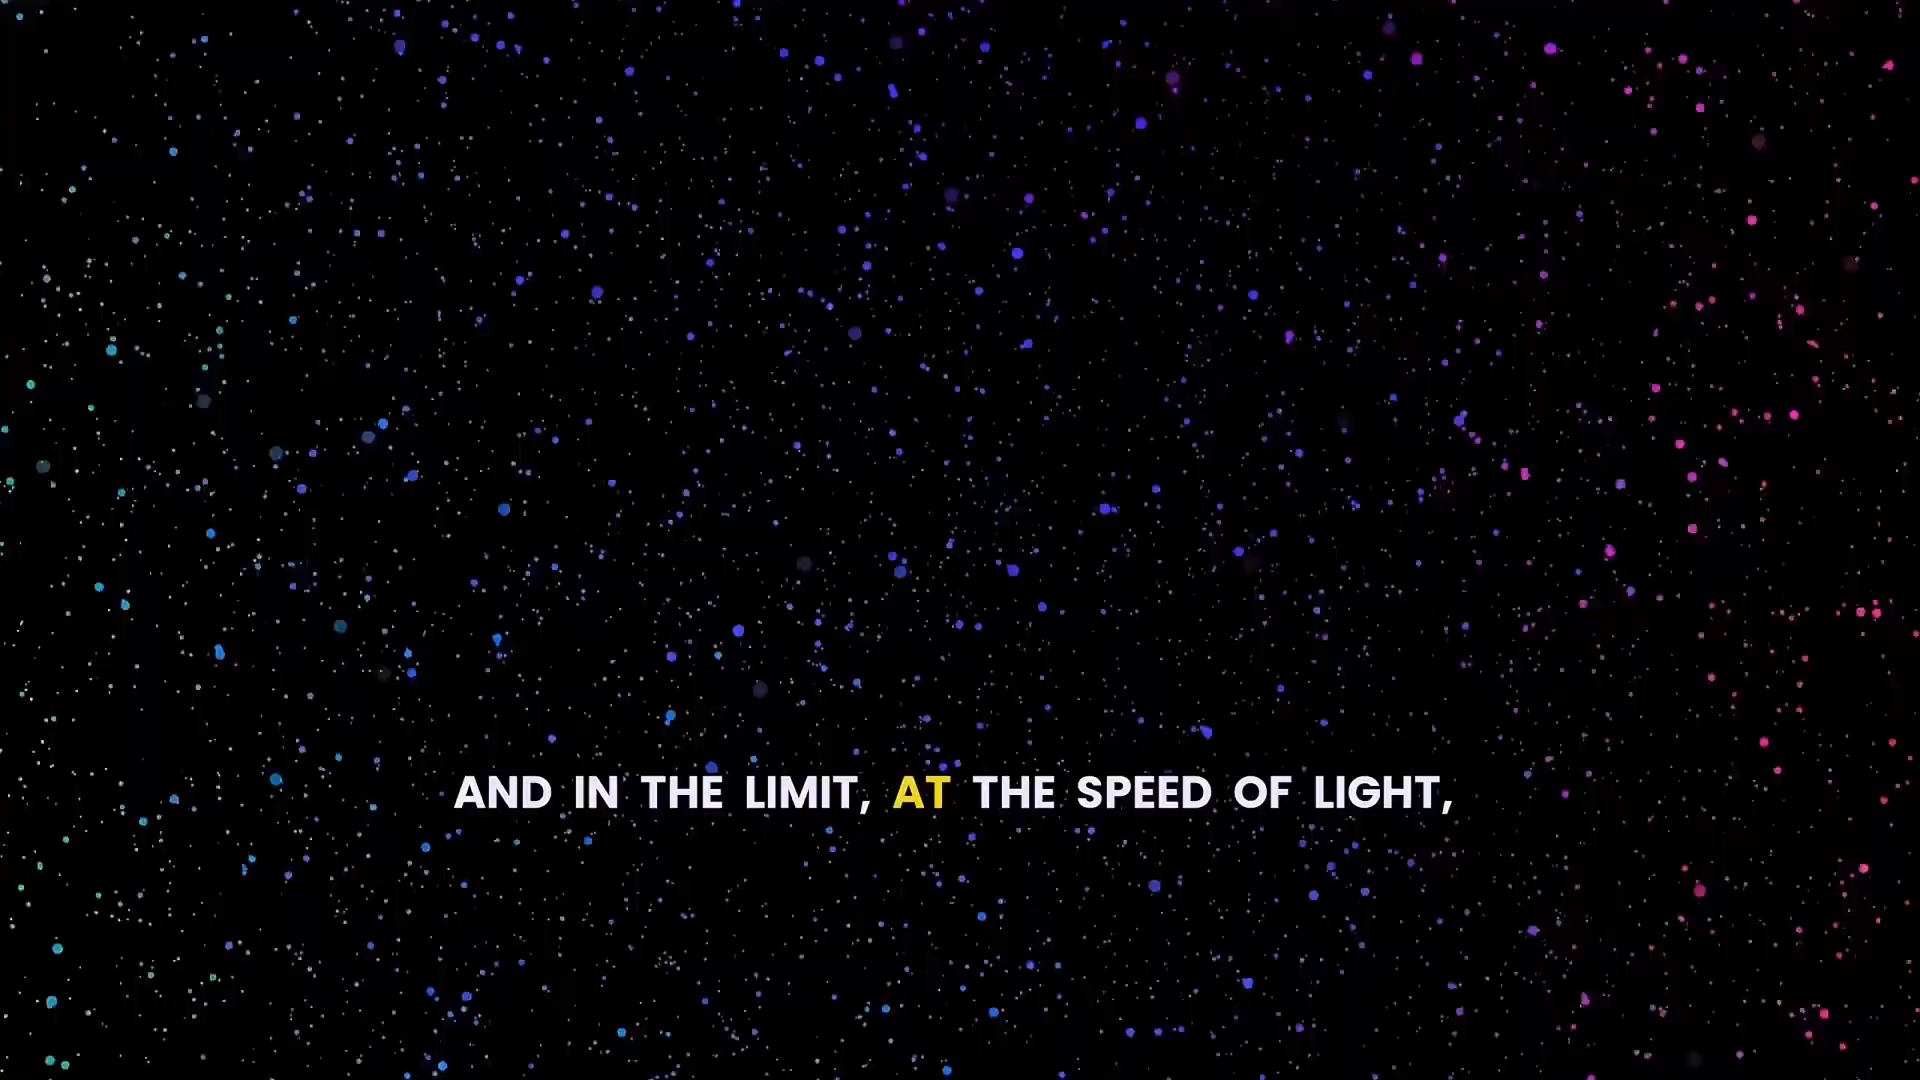 AND IN THE LIMIT, AT THE SPEED OF LIGHT,